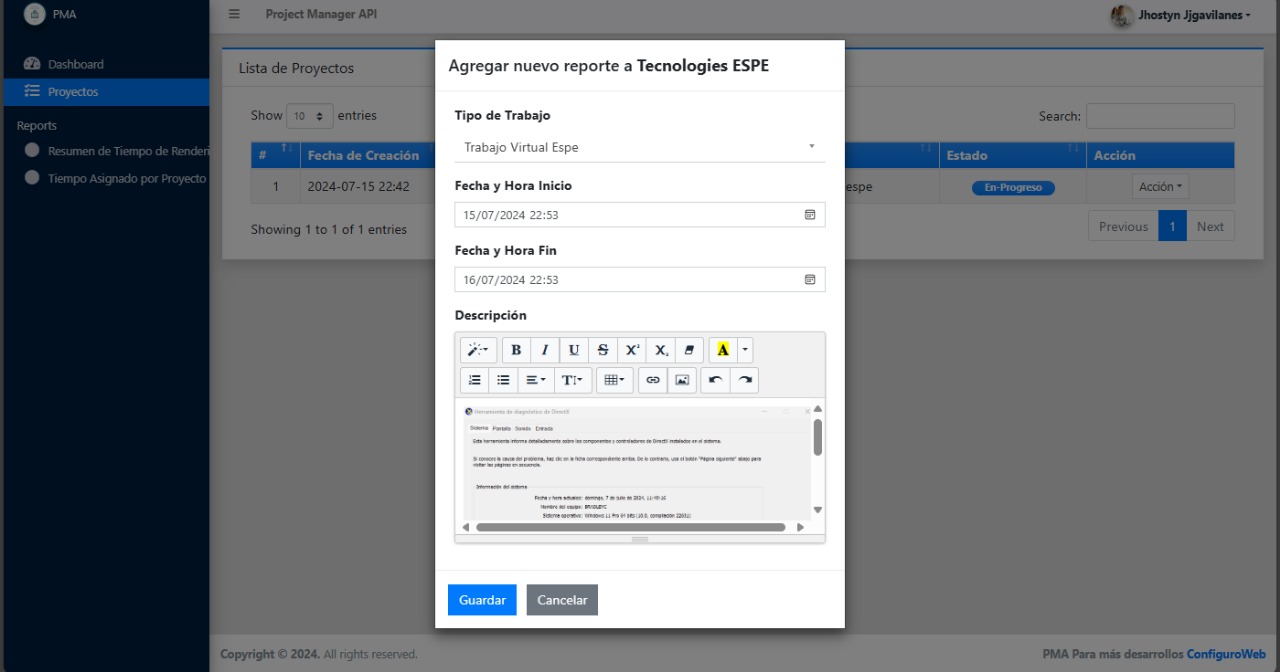 PMA
Project Manager API
Jhostyn Jjgavilanes
Dashboard
Proyectos
Reports
Resumen de Tiempo de Renderi
Tiempo Asignado por Proyecto
Lista de Proyectos
Show 10 entries
Search:
# Fecha de Creación Estado Acción
1 2024-07-15 22:42 espe En-Progreso Acción
Showing 1 to 1 of 1 entries
Previous 1 Next
Agregar nuevo reporte a Tecnologies ESPE
Tipo de Trabajo
Trabajo Virtual Espe
Fecha y Hora Inicio
15/07/2024 22:53
Fecha y Hora Fin
16/07/2024 22:53
Descripción
B I U S X² X₂ A
Herramienta de diagnóstico de DirectX
Sistema Pantalla Sonido Entrada
Esta herramienta informa detalladamente sobre los componentes y controladores de DirectX instalados en el sistema.
Si conoces la causa del problema, haz clic en la ficha correspondiente arriba. De lo contrario, usa el botón "Página siguiente" abajo para
visitar las páginas en secuencia.
Información del sistema
Fecha y hora actuales: domingo, 7 de julio de 2024,
Nombre del equipo:
Sistema operativo: Windows 11 Pro 64 bits (10.0, compilación 22631)
Guardar
Cancelar
Copyright © 2024. All rights reserved.
PMA Para más desarrollos ConfiguroWeb